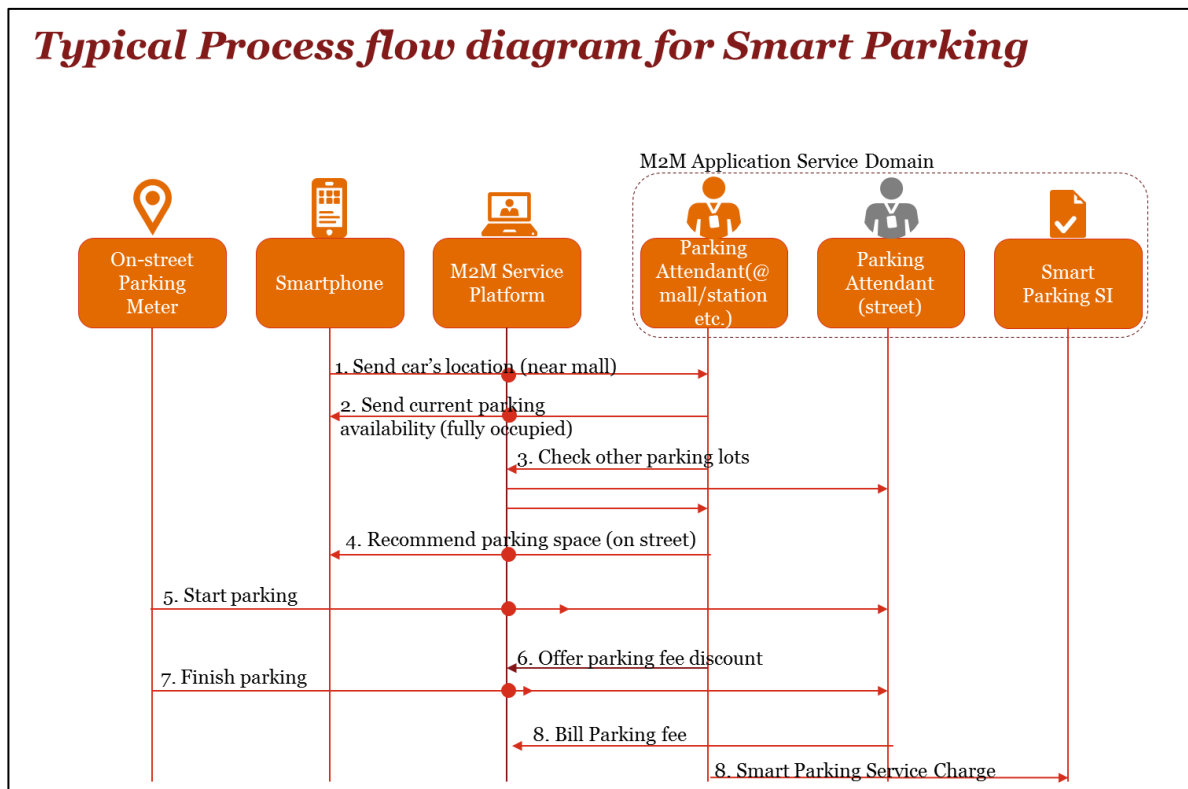 Typical Process flow diagram for Smart Parking
M2M Application Service Domain
On-street
Parking
Meter
Smartphone
M2M Service
Platform
Parking
Attendant(@
mall/station
etc.)
Parking
Attendant
(street)
Smart
Parking SI
1. Send car’s location (near mall)
2. Send current parking
availability (fully occupied)
3. Check other parking lots
4. Recommend parking space (on street)
5. Start parking
6. Offer parking fee discount
7. Finish parking
8. Bill Parking fee
8. Smart Parking Service Charge